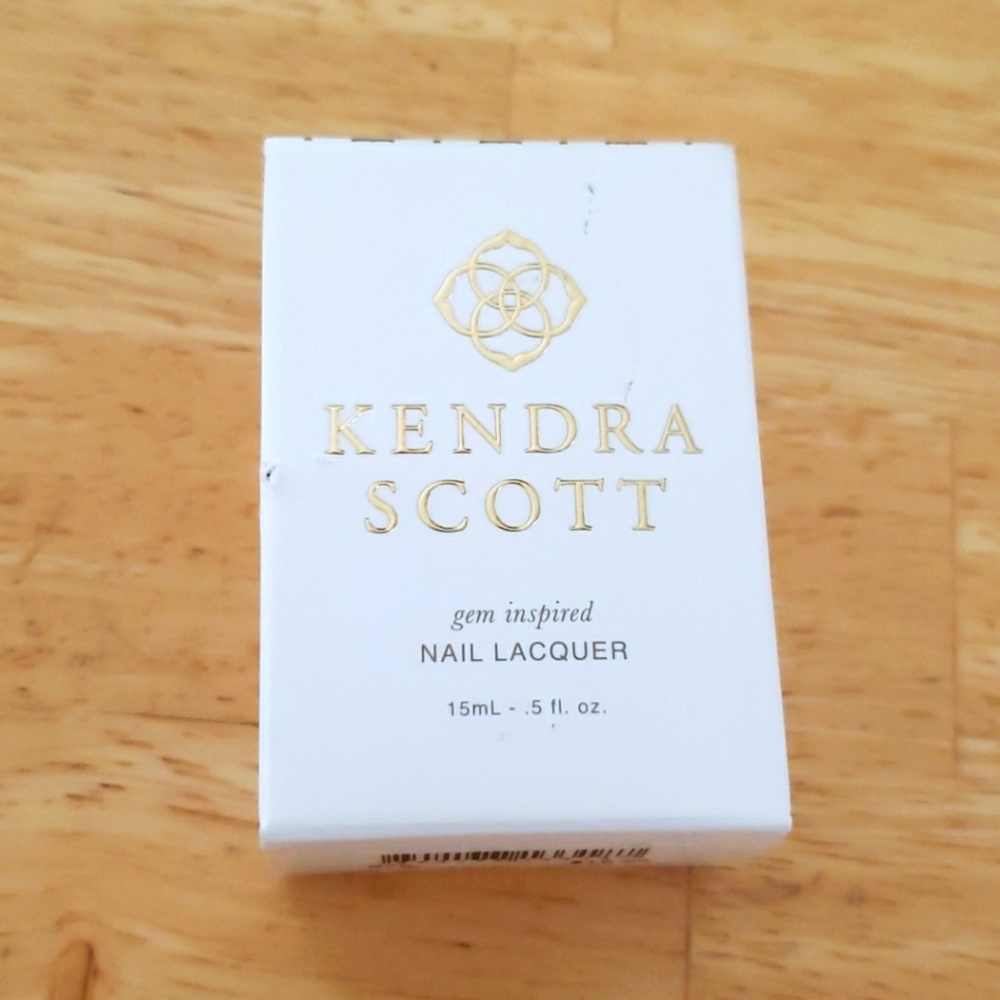 KENDRA
SCOTT
gem inspired
NAIL LACQUER
15mL - .5 fl. oz.